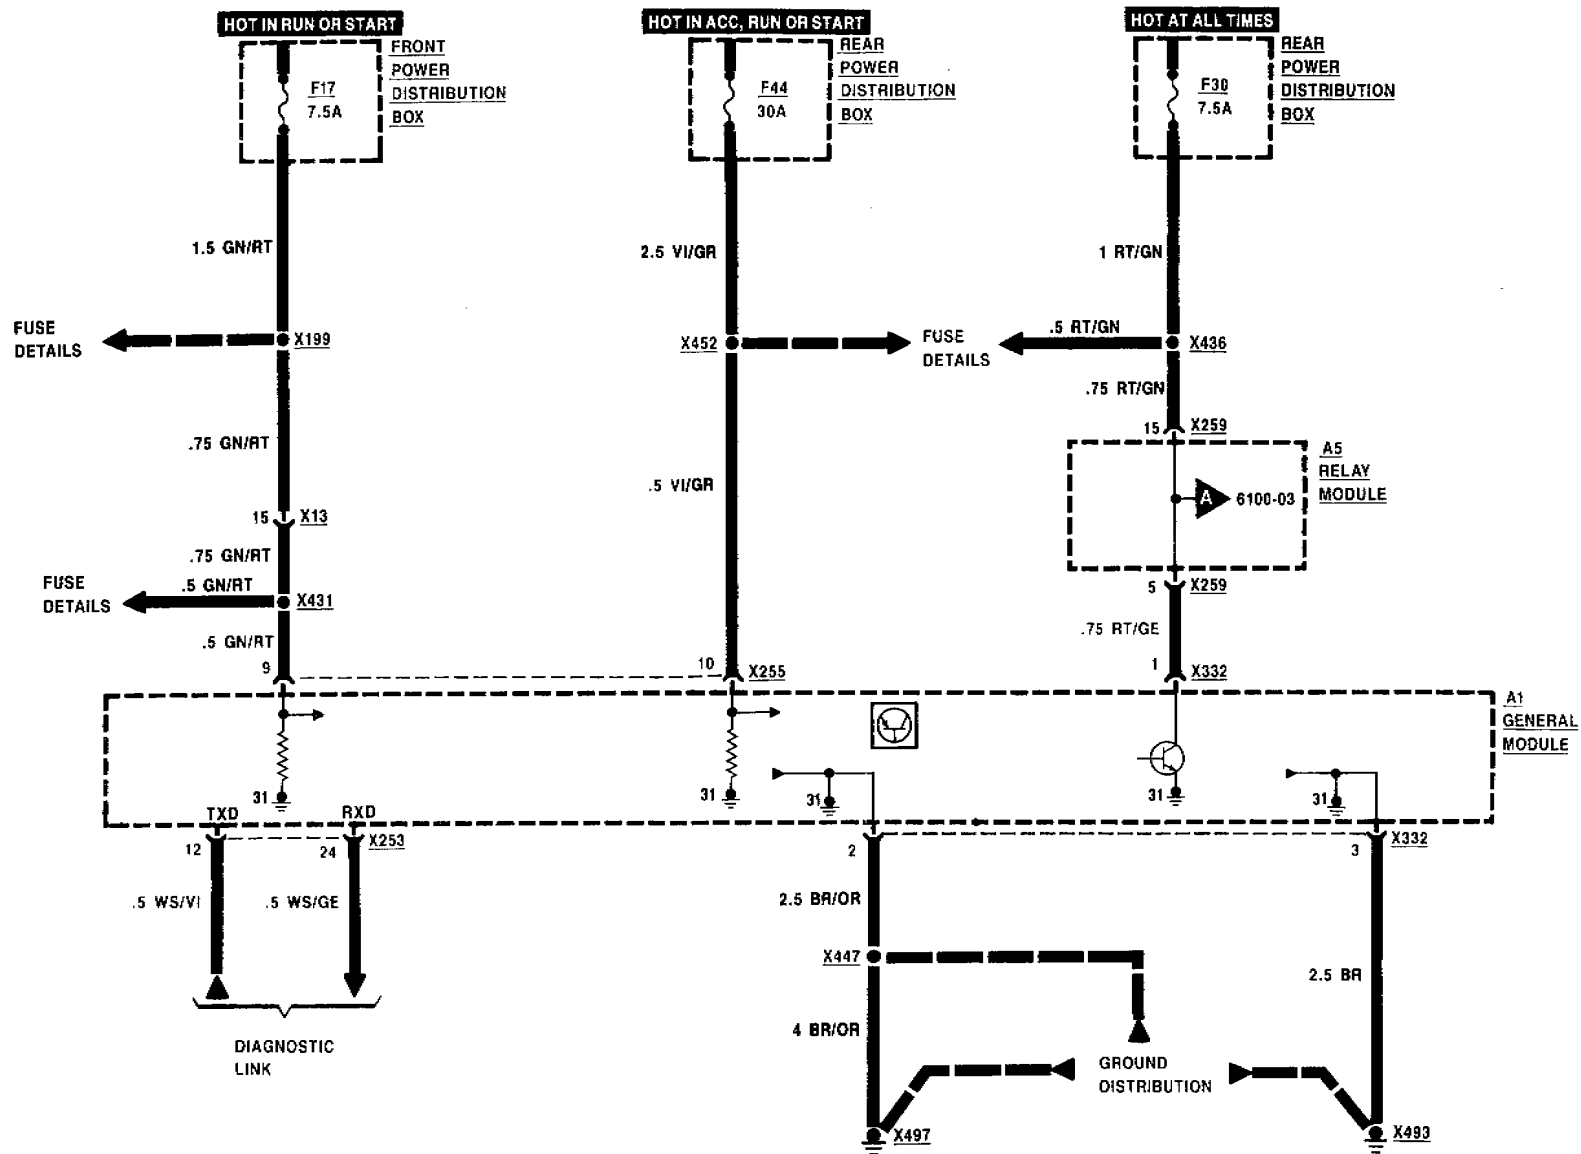 HOT IN RUN OR START
HOT IN ACC, RUN OR START
HOT AT ALL TIMES
FRONT
POWER
DISTRIBUTION
BOX
F17
7.5A
REAR
POWER
DISTRIBUTION
BOX
F44
30A
REAR
POWER
DISTRIBUTION
BOX
F30
7.5A
1.5 GN/RT
2.5 VI/GR
1 RT/GN
FUSE
DETAILS
X199
X452
FUSE
DETAILS
.5 RT/GN
X436
.75 RT/GN
.75 GN/RT
15 X259
A5
RELAY
MODULE
A 6100-03
.5 VI/GR
15 X13
.75 GN/RT
FUSE
DETAILS
.5 GN/RT
X431
5 X259
.5 GN/RT
.75 RT/GE
9
10 X255
1 X332
A1
GENERAL
MODULE
31
31
31
31
31
TXD
RXD
12
24 X253
2
3 X332
.5 WS/VI
.5 WS/GE
2.5 BR/OR
X447
2.5 BR
4 BR/OR
DIAGNOSTIC
LINK
GROUND
DISTRIBUTION
X497
X493